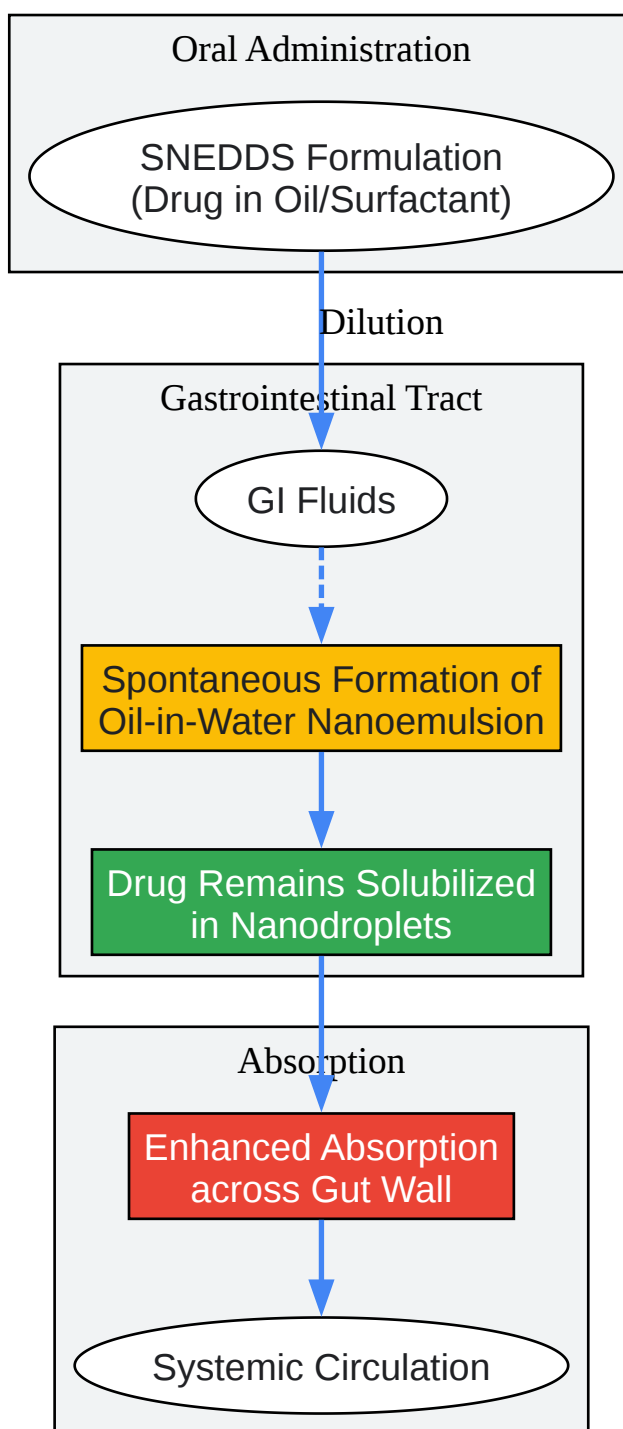 Oral Administration
SNEDDS Formulation
(Drug in Oil/Surfactant)
Dilution
Gastrointestinal Tract
GI Fluids
Spontaneous Formation of
Oil-in-Water Nanoemulsion
Drug Remains Solubilized
in Nanodroplets
Absorption
Enhanced Absorption
across Gut Wall
Systemic Circulation